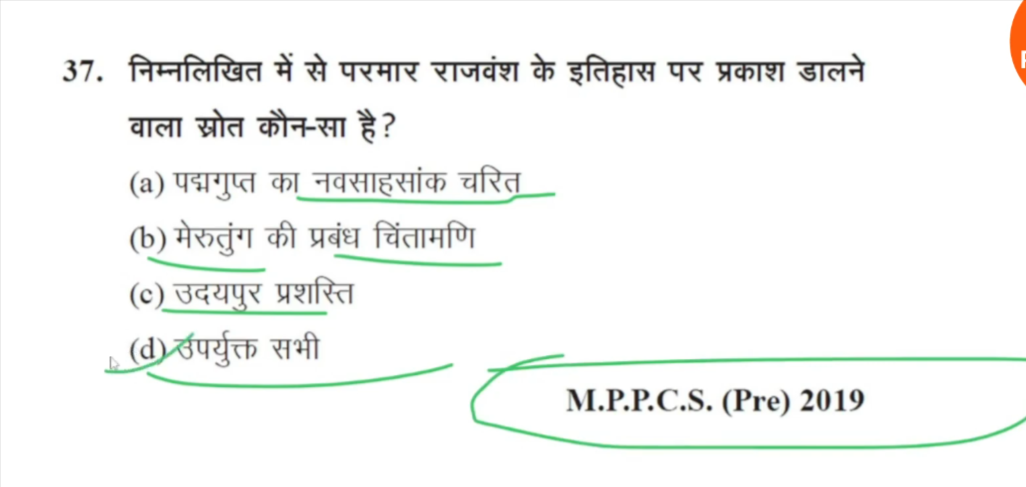 37. निम्नलिखित में से परमार राजवंश के इतिहास पर प्रकाश डालने
वाला स्रोत कौन-सा है?
(a) पद्मगुप्त का नवसाहसांक चरित
(b) मेरुतुंग की प्रबंध चिंतामणि
(c) उदयपुर प्रशस्ति
(d) उपर्युक्त सभी
M.P.P.C.S. (Pre) 2019